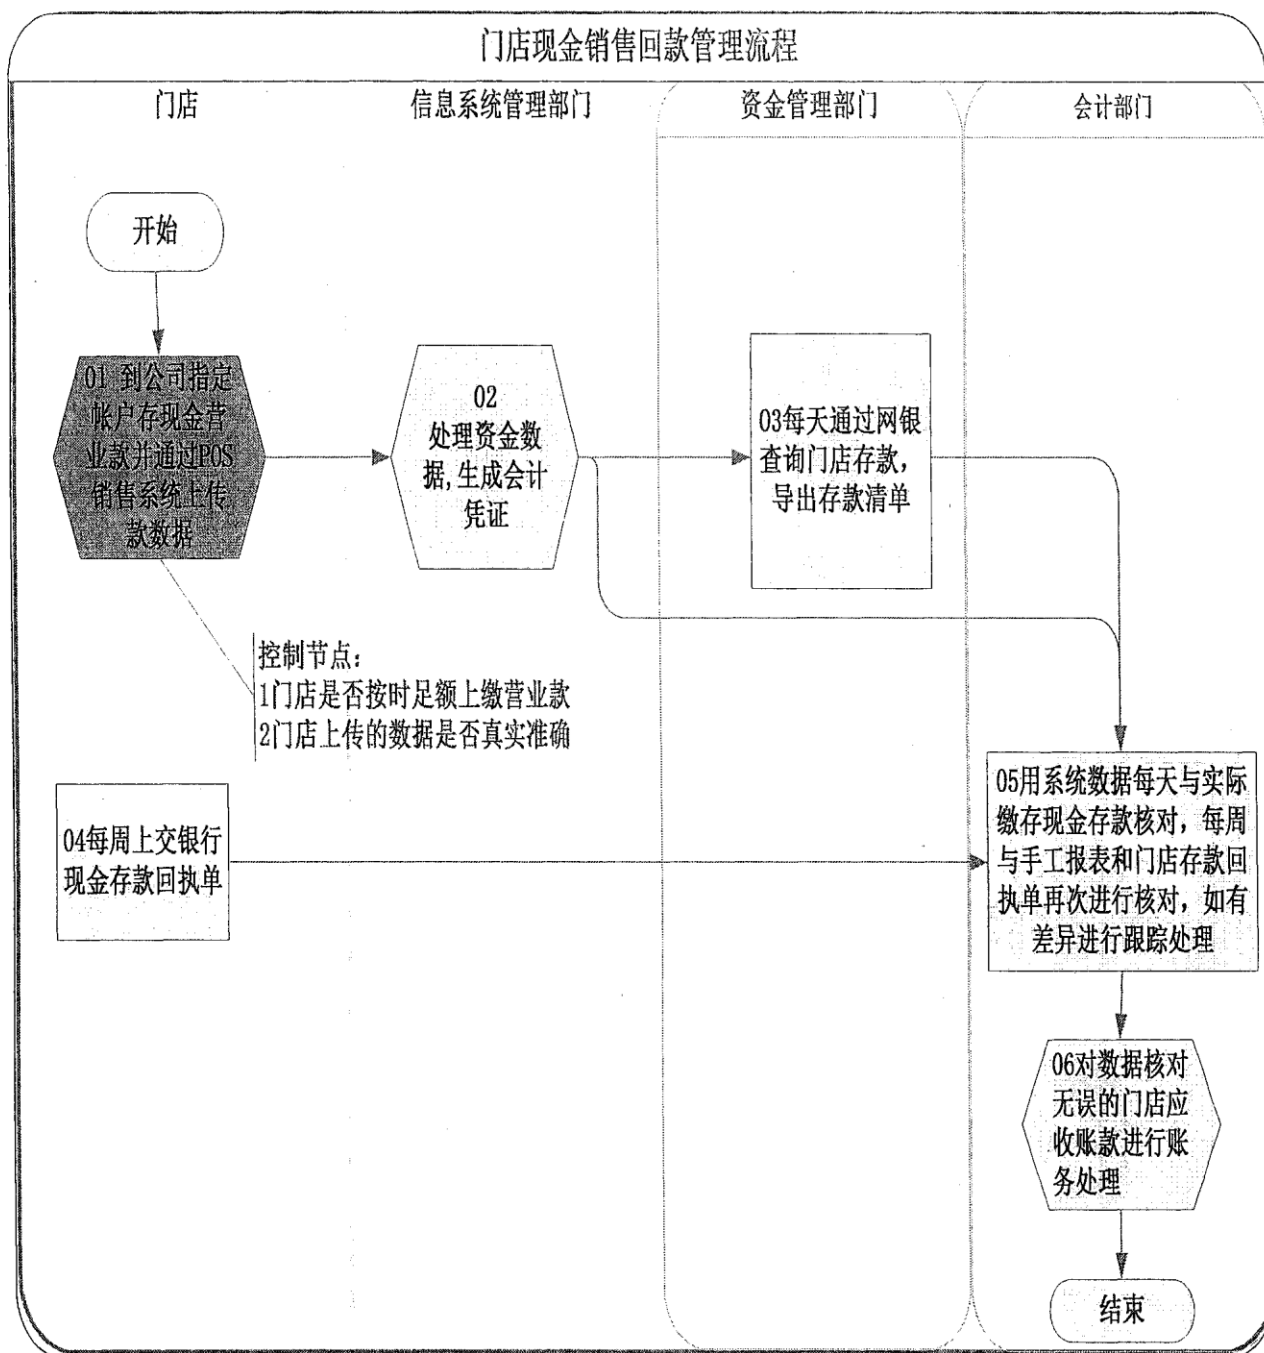 门店现金销售回款管理流程
门店
信息系统管理部门
资金管理部门
会计部门
开始
01 到公司指定
帐户存现金营
业款并通过POS
销售系统上传
款数据
02
处理资金数
据,生成会计
凭证
03每天通过网银
查询门店存款，
导出存款清单
控制节点：
1门店是否按时足额上缴营业款
2门店上传的数据是否真实准确
04每周上交银行
现金存款回执单
05用系统数据每天与实际
缴存现金存款核对，每周
与手工报表和门店存款回
执单再次进行核对，如有
差异进行跟踪处理
06对数据核对
无误的门店应
收账款进行账
务处理
结束